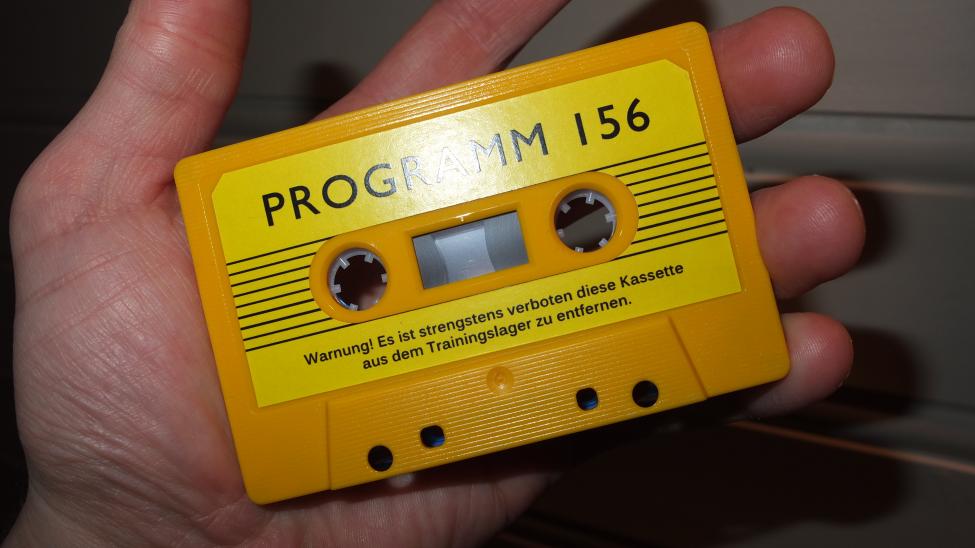 PROGRAMM 156
Warnung! Es ist strengstens verboten diese Kassette
aus dem Trainingslager zu entfernen.